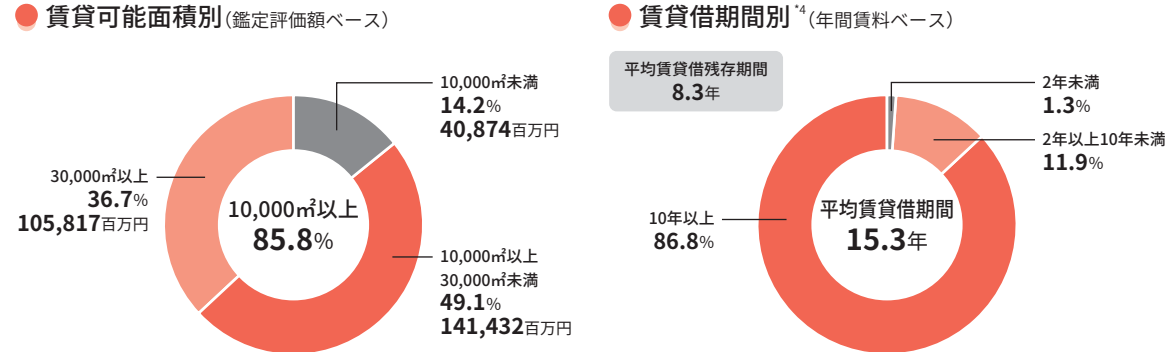 賃貸可能面積別(鑑定評価額ベース)
10,000㎡未満
14.2%
40,874百万円
30,000㎡以上
36.7%
105,817百万円
10,000㎡以上
85.8%
10,000㎡以上
30,000㎡未満
49.1%
141,432百万円
賃貸借期間別*4(年間賃料ベース)
平均賃貸借残存期間
8.3年
2年未満
1.3%
2年以上10年未満
11.9%
10年以上
86.8%
平均賃貸借期間
15.3年